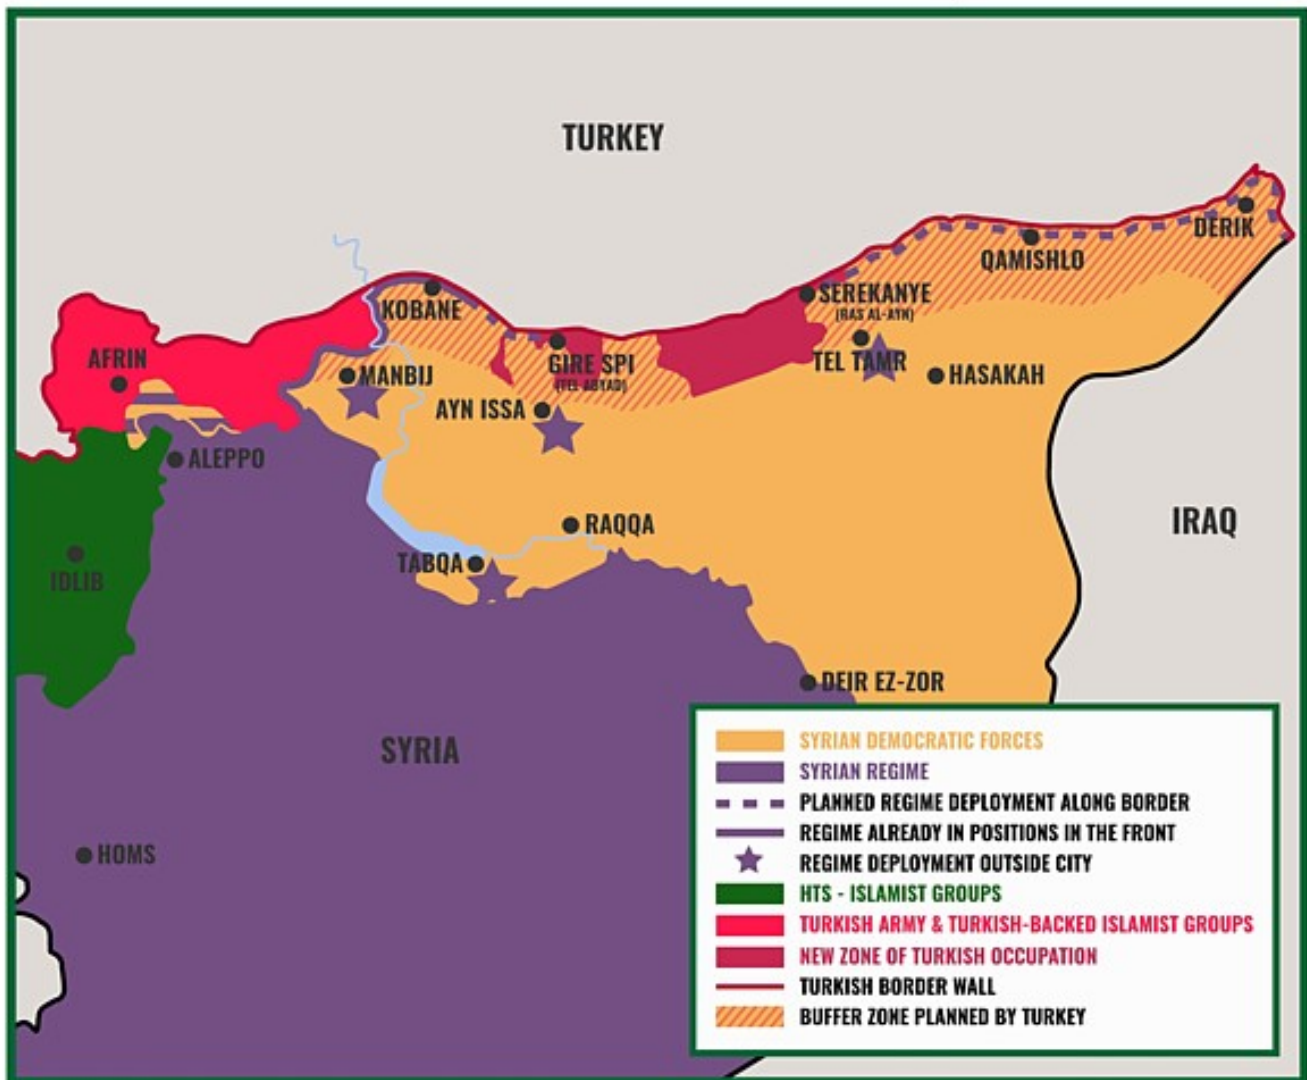 TURKEY
DERIK
QAMISHLO
KOBANE
SEREKANYE
(RAS AL-AYN)
AFRIN
GIRE SPI
(TEL ABYAD)
TEL TAMR
MANBIJ
HASAKAH
AYN ISSA
ALEPPO
IRAQ
RAQQA
TABQA
IDLIB
DEIR EZ-ZOR
SYRIA
HOMS
SYRIAN DEMOCRATIC FORCES
SYRIAN REGIME
PLANNED REGIME DEPLOYMENT ALONG BORDER
REGIME ALREADY IN POSITIONS IN THE FRONT
REGIME DEPLOYMENT OUTSIDE CITY
HTS - ISLAMIST GROUPS
TURKISH ARMY & TURKISH-BACKED ISLAMIST GROUPS
NEW ZONE OF TURKISH OCCUPATION
TURKISH BORDER WALL
BUFFER ZONE PLANNED BY TURKEY